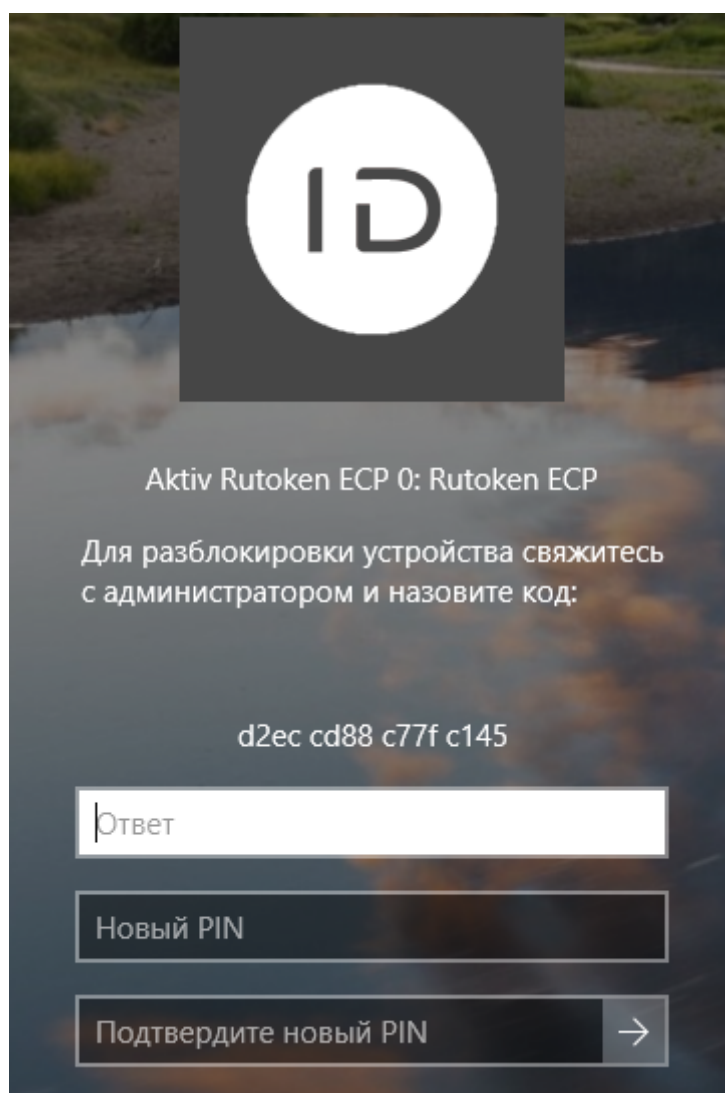 ID
Aktiv Rutoken ECP 0: Rutoken ECP
Для разблокировки устройства свяжитесь
с администратором и назовите код:
d2ec cd88 c77f c145
Ответ
Новый PIN
Подтвердите новый PIN